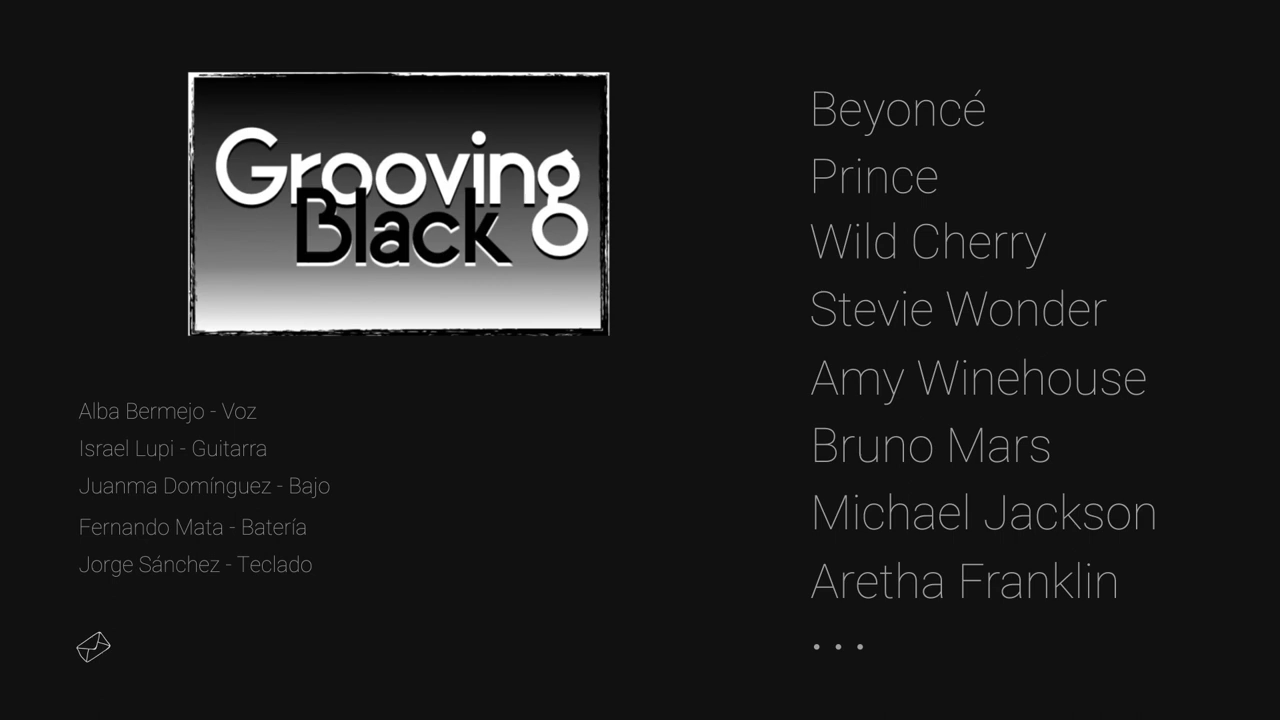 Grooving
Black
Alba Bermejo - Voz
Israel Lupi - Guitarra
Juanma Domínguez - Bajo
Fernando Mata - Batería
Jorge Sánchez - Teclado
Beyoncé
Prince
Wild Cherry
Stevie Wonder
Amy Winehouse
Bruno Mars
Michael Jackson
Aretha Franklin
...